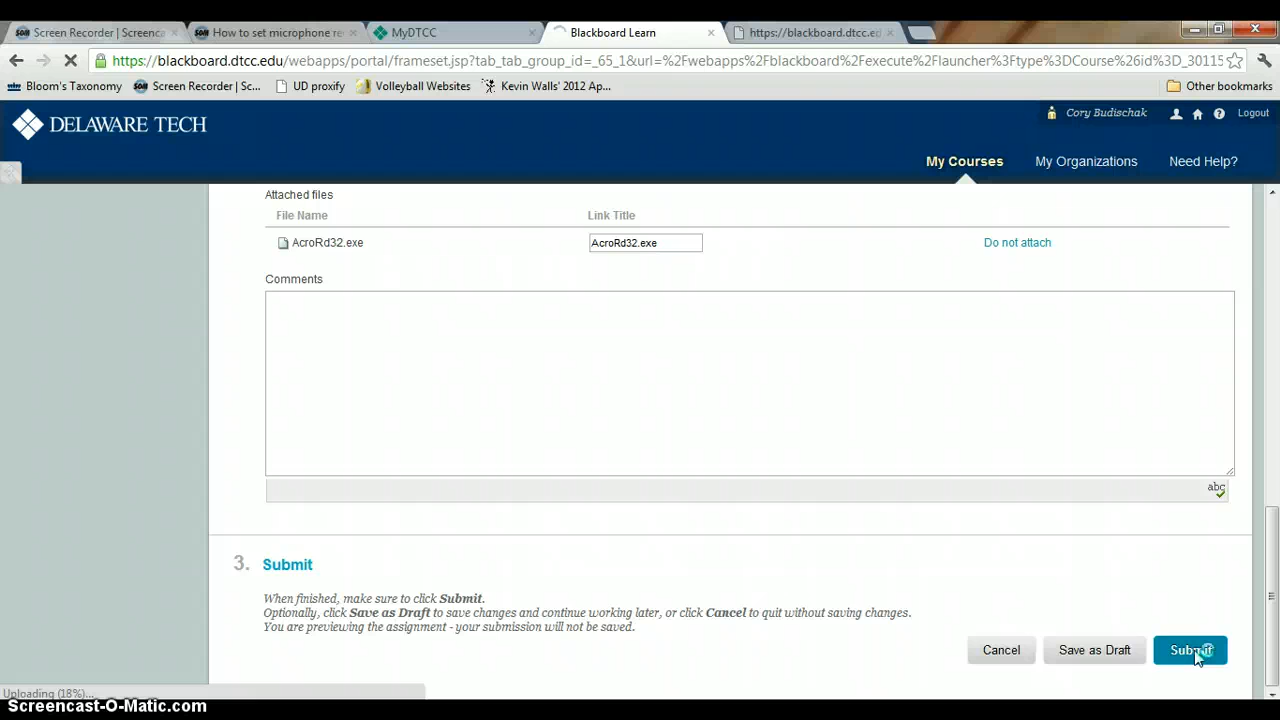 Screen Recorder | Screenca
How to set microphone re
MyDTCC
Blackboard Learn
https://blackboard.dtcc.ed
https://blackboard.dtcc.edu/webapps/portal/frameset.jsp?tab_tab_group_id=_65_1&url=%2Fwebapps%2Fblackboard%2Fexecute%2Flauncher%3Ftype%3DCourse%26id%3D_30115
Bloom's Taxonomy
Screen Recorder | Sc...
UD proxify
Volleyball Websites
Kevin Walls' 2012 Ap...
Other bookmarks
DELAWARE TECH
Cory Budischak
Logout
My Courses
My Organizations
Need Help?
Attached files
File Name
Link Title
AcroRd32.exe
AcroRd32.exe
Do not attach
Comments
abc
3. Submit
When finished, make sure to click Submit.
Optionally, click Save as Draft to save changes and continue working later, or click Cancel to quit without saving changes.
You are previewing the assignment - your submission will not be saved.
Cancel
Save as Draft
Submit
Uploading (18%)...
Screencast-O-Matic.com